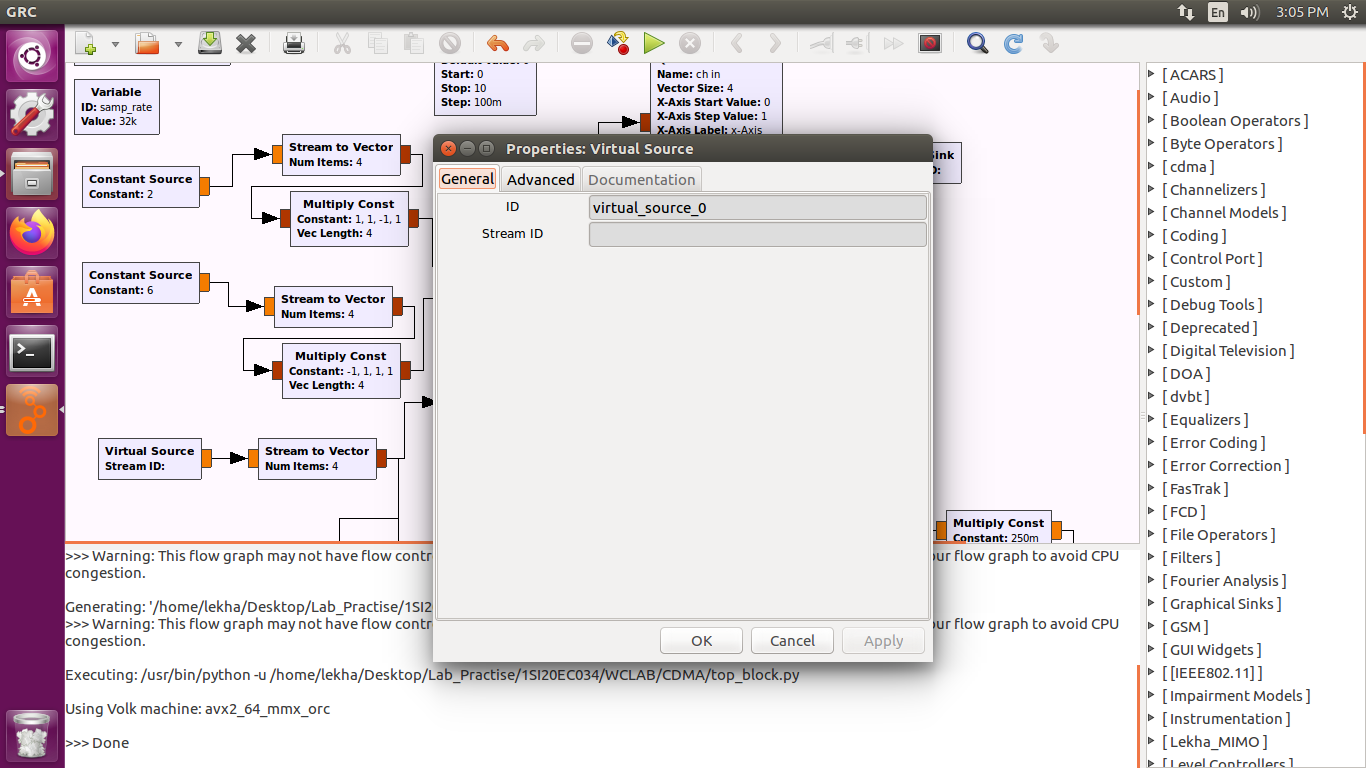 GRC
En
3:05 PM
Variable
ID: samp_rate
Value: 32k
Start: 0
Stop: 10
Step: 100m
Name: ch in
Vector Size: 4
X-Axis Start Value: 0
X-Axis Step Value: 1
X-Axis Label: x-Axis
Constant Source
Constant: 2
Stream to Vector
Num Items: 4
Multiply Const
Constant: 1, 1, -1, 1
Vec Length: 4
Constant Source
Constant: 6
Stream to Vector
Num Items: 4
Multiply Const
Constant: -1, 1, 1, 1
Vec Length: 4
Virtual Source
Stream ID:
Stream to Vector
Num Items: 4
Multiply Const
Constant: 250m
Properties: Virtual Source
General
Advanced
Documentation
ID
virtual_source_0
Stream ID
OK
Cancel
Apply
>>> Warning: This flow graph may not have flow contr
our flow graph to avoid CPU
congestion.
Generating: '/home/lekha/Desktop/Lab_Practise/1SI2
>>> Warning: This flow graph may not have flow contr
our flow graph to avoid CPU
congestion.
Executing: /usr/bin/python -u /home/lekha/Desktop/Lab_Practise/1SI20EC034/WCLAB/CDMA/top_block.py
Using Volk machine: avx2_64_mmx_orc
>>> Done
[ ACARS ]
[ Audio ]
[ Boolean Operators ]
[ Byte Operators ]
[ cdma ]
[ Channelizers ]
[ Channel Models ]
[ Coding ]
[ Control Port ]
[ Custom ]
[ Debug Tools ]
[ Deprecated ]
[ Digital Television ]
[ DOA ]
[ dvbt ]
[ Equalizers ]
[ Error Coding ]
[ Error Correction ]
[ FasTrak ]
[ FCD ]
[ File Operators ]
[ Filters ]
[ Fourier Analysis ]
[ Graphical Sinks ]
[ GSM ]
[ GUI Widgets ]
[ [IEEE802.11] ]
[ Impairment Models ]
[ Instrumentation ]
[ Lekha_MIMO ]
[ Level Controllers ]